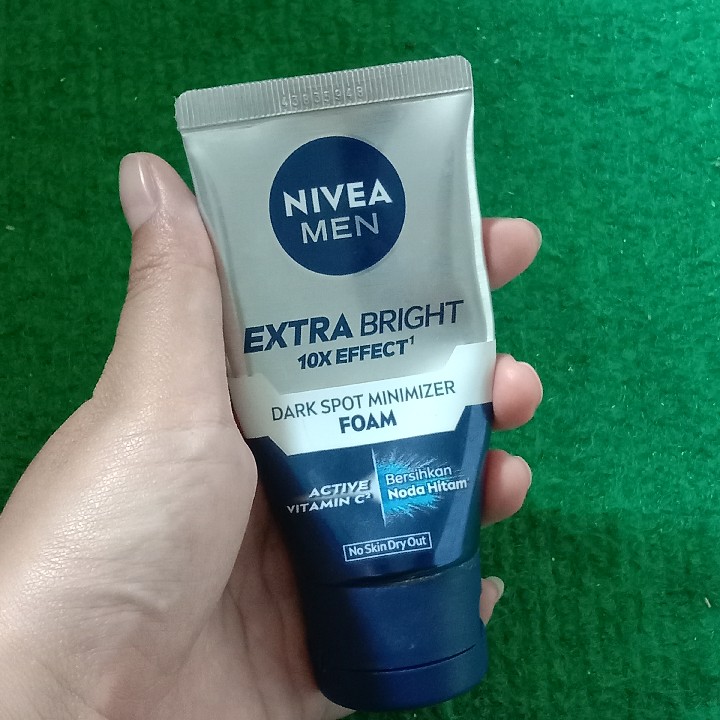 NIVEA
MEN
EXTRA BRIGHT
10X EFFECT¹
DARK SPOT MINIMIZER
FOAM
ACTIVE
VITAMIN C²
Bersihkan
Noda Hitam
No Skin Dry Out